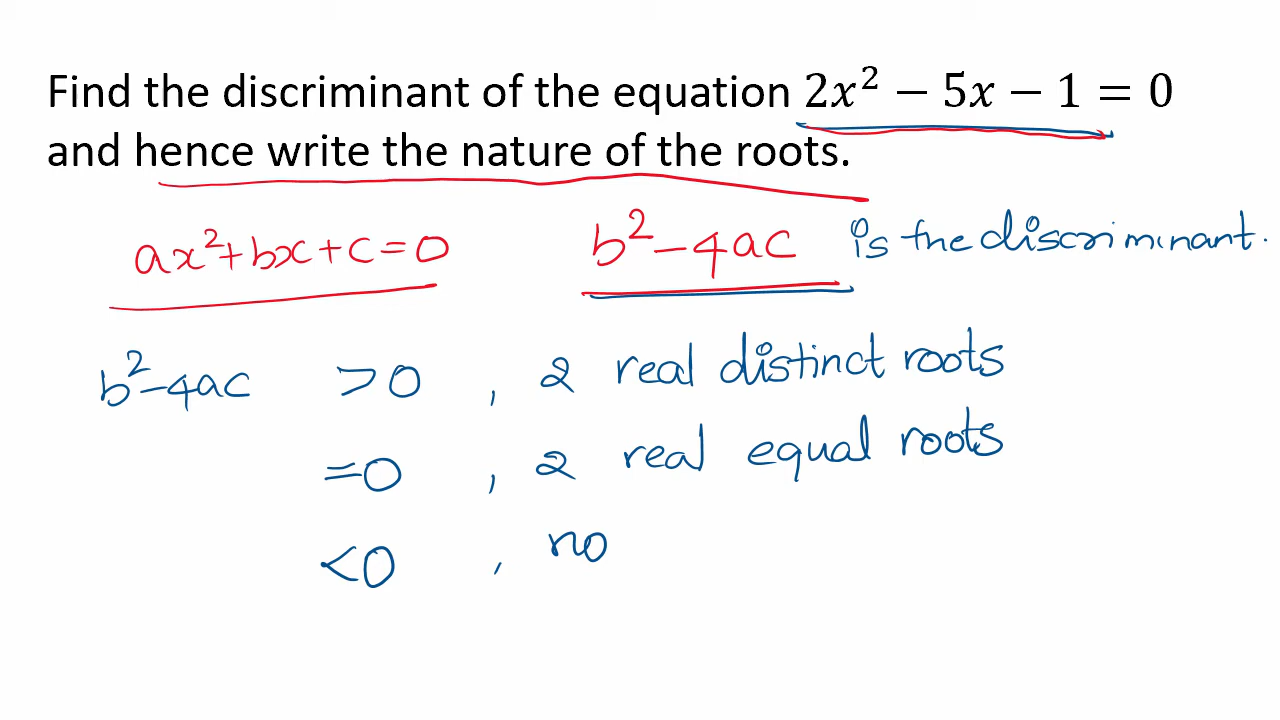 Find the discriminant of the equation 2x² − 5x − 1 = 0
and hence write the nature of the roots.
ax²+bx+c=0 b²−4ac is the discriminant.
b²−4ac >0 , 2 real distinct roots
=0 , 2 real equal roots
<0 , no